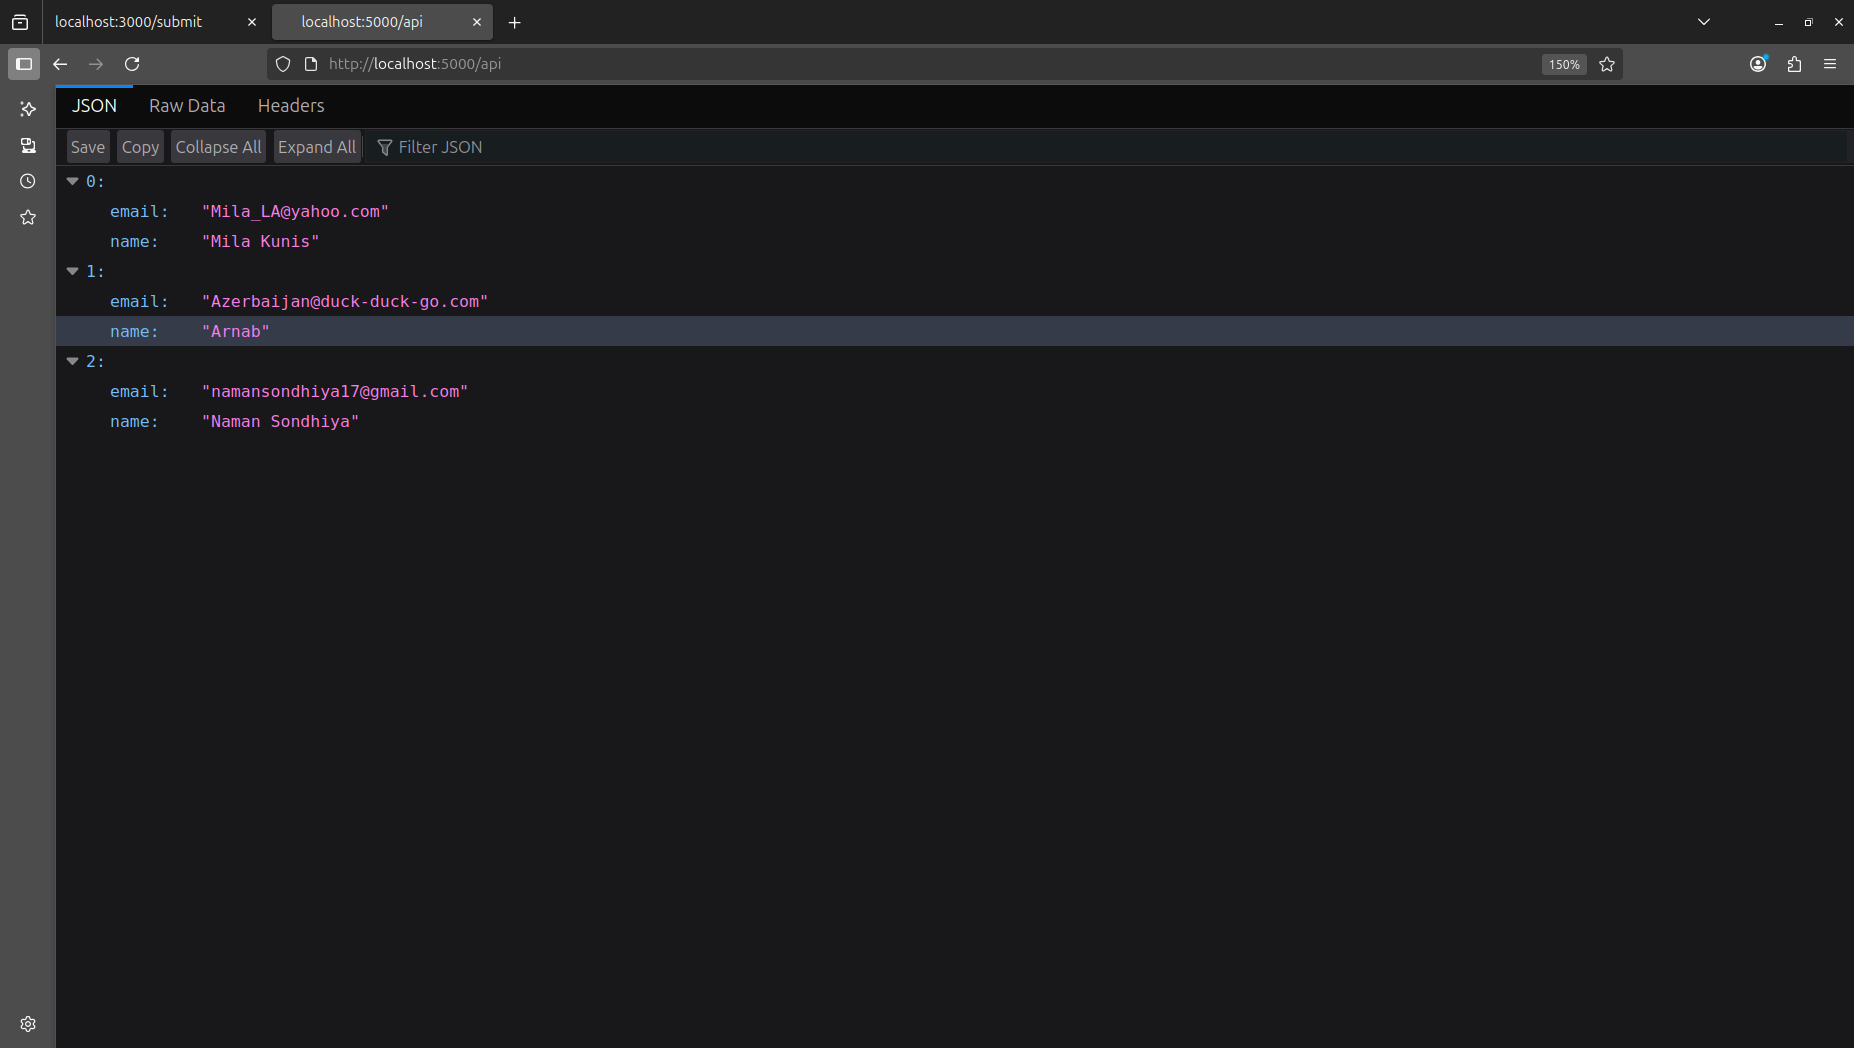 localhost:3000/submit
localhost:5000/api
http://localhost:5000/api
150%
JSON Raw Data Headers
Save Copy Collapse All Expand All Filter JSON
0:
email: "Mila_LA@yahoo.com"
name: "Mila Kunis"
1:
email: "Azerbaijan@duck-duck-go.com"
name: "Arnab"
2:
email: "namansondhiya17@gmail.com"
name: "Naman Sondhiya"